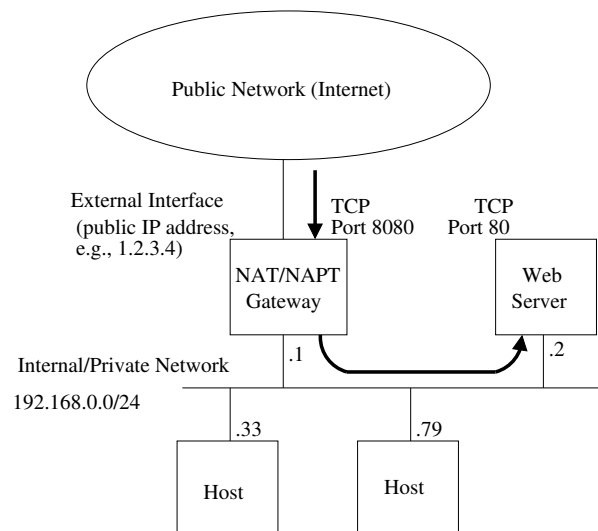 Public Network (Internet)
External Interface
(public IP address,
e.g., 1.2.3.4)
TCP
Port 8080
TCP
Port 80
NAT/NAPT
Gateway
Web
Server
.1
.2
Internal/Private Network
192.168.0.0/24
.33
.79
Host
Host